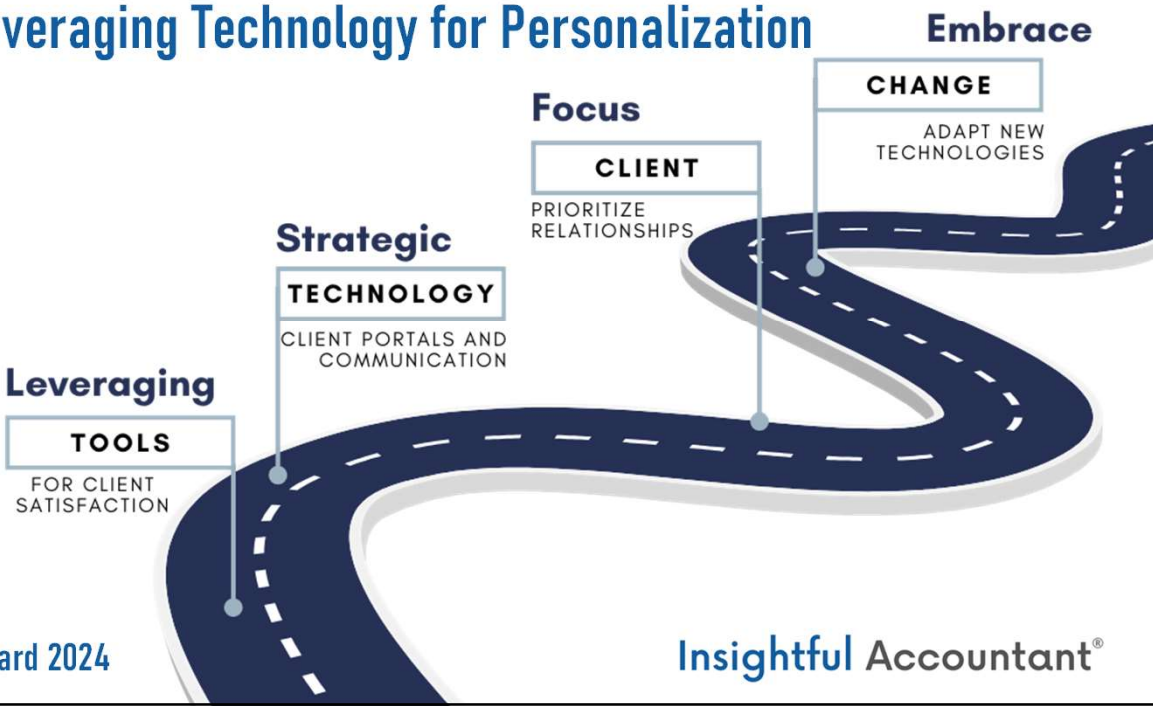 veraging Technology for Personalization
Embrace
CHANGE
ADAPT NEW
TECHNOLOGIES
Focus
CLIENT
PRIORITIZE
RELATIONSHIPS
Strategic
TECHNOLOGY
CLIENT PORTALS AND
COMMUNICATION
Leveraging
TOOLS
FOR CLIENT
SATISFACTION
ard 2024
Insightful Accountant®